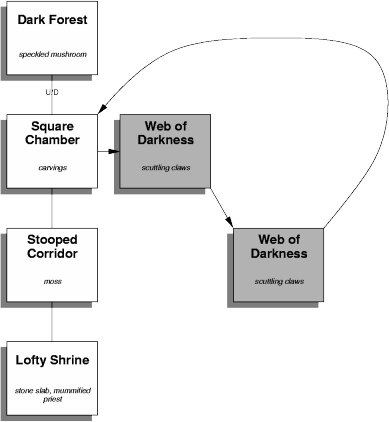 Dark Forest
speckled mushroom
U/D
Square
Chamber
carvings
Web of
Darkness
scuttling claws
Stooped
Corridor
moss
Web of
Darkness
scuttling claws
Lofty Shrine
stone slab, mummified
priest